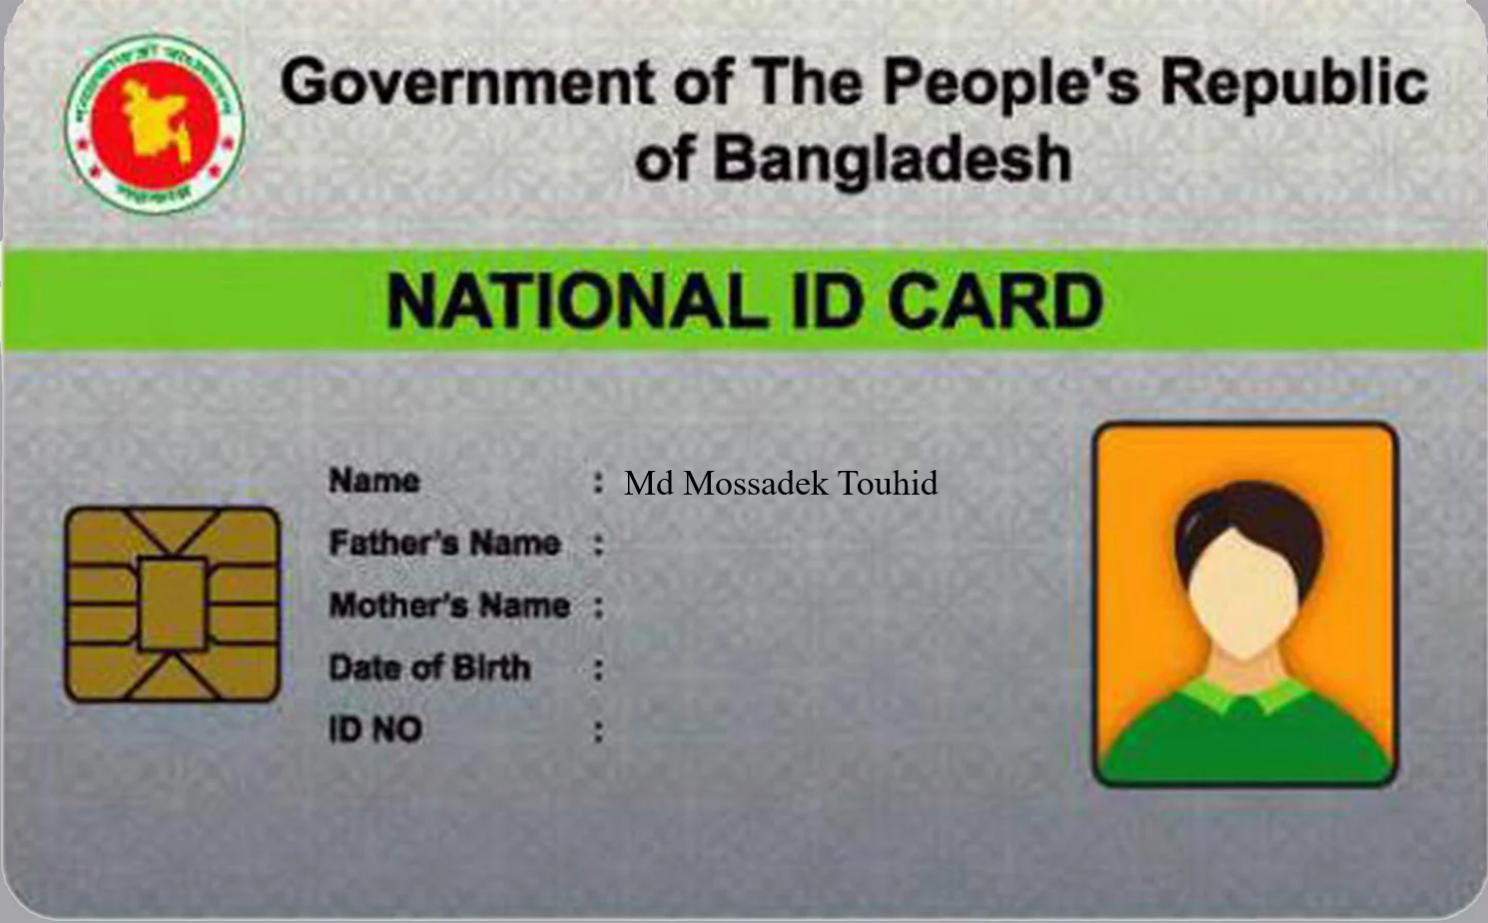 Government of The People's Republic
of Bangladesh
NATIONAL ID CARD
Name : Md Mossadek Touhid
Father's Name :
Mother's Name :
Date of Birth :
ID NO :